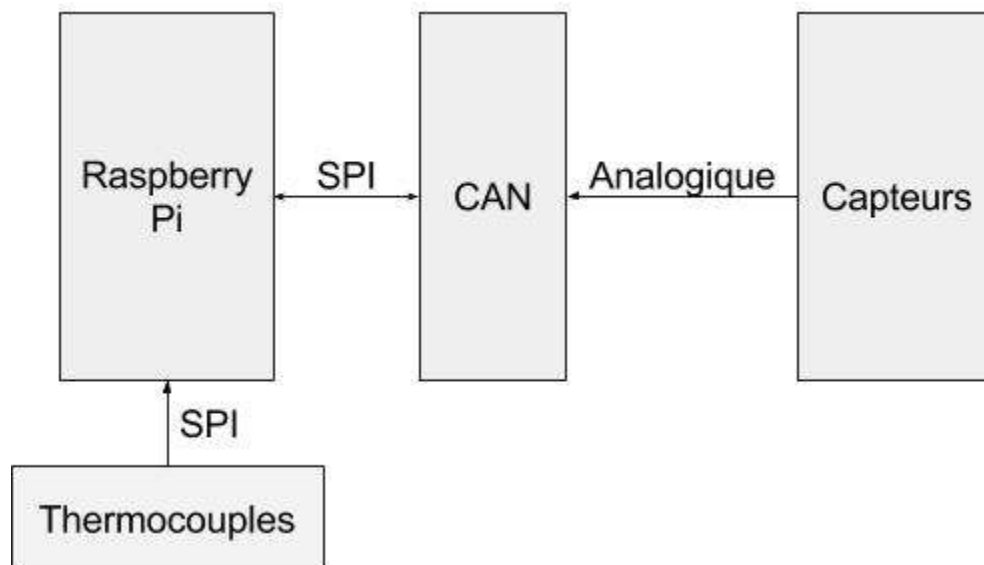 Raspberry
Pi
SPI
CAN
Analogique
Capteurs
SPI
Thermocouples